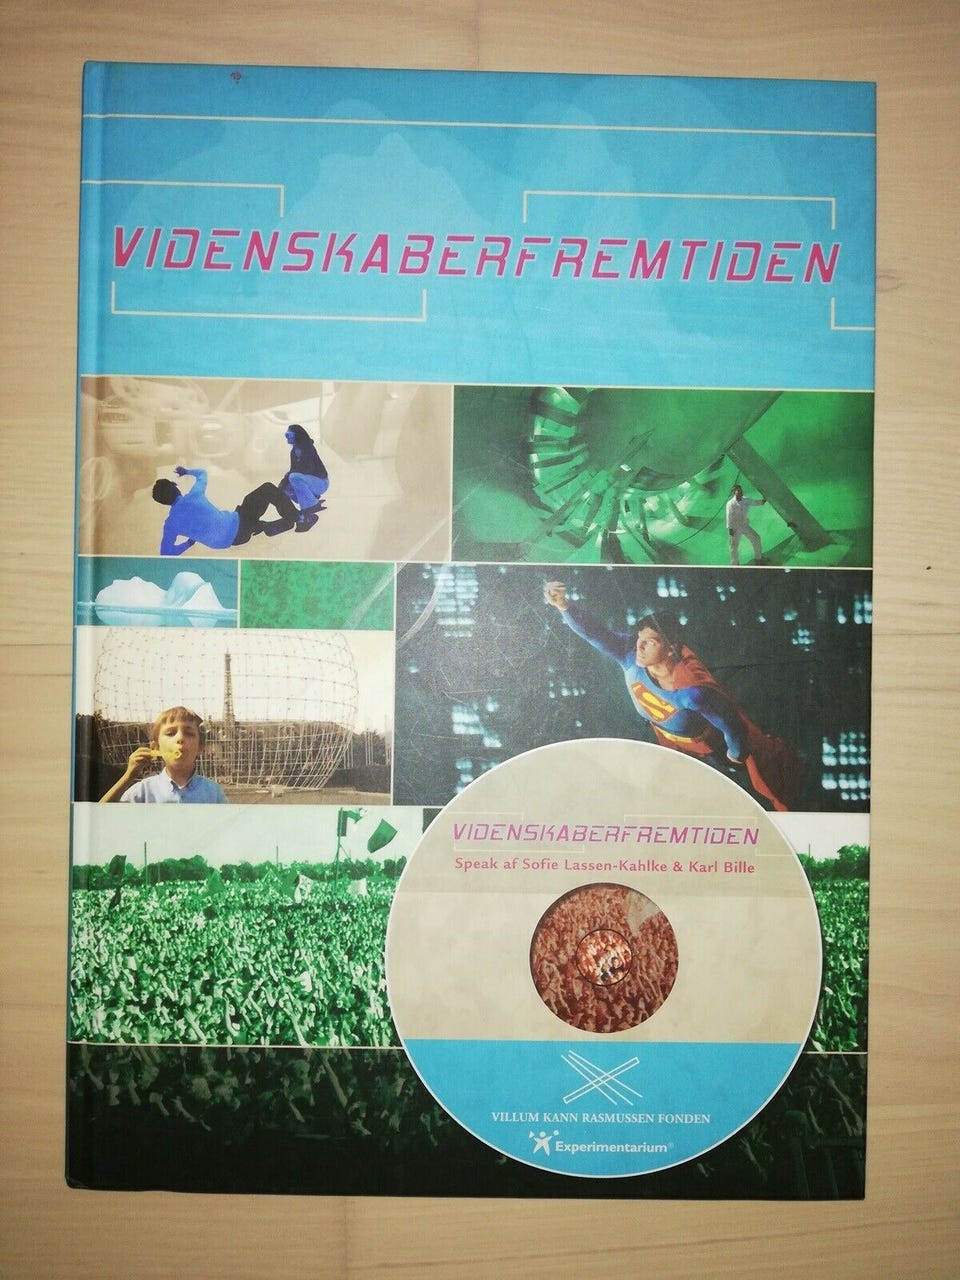 VIDENSKABERFREMTIDEN
VIDENSKABERFREMTIDEN
Speak af Sofie Lassen-Kahlke & Karl Bille
VILLUM KANN RASMUSSEN FONDEN
Experimentarium®